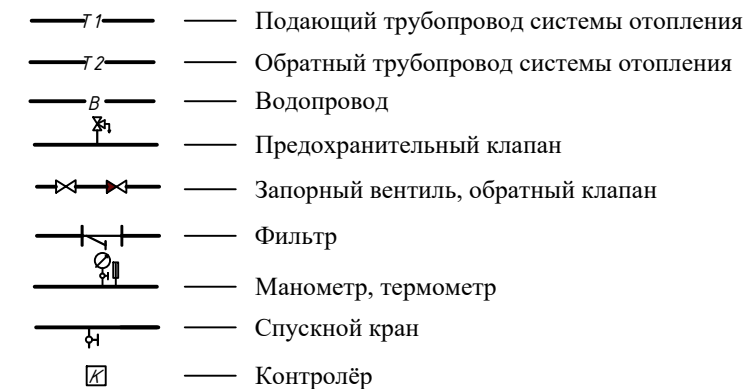 Т1 Подающий трубопровод системы отопления
Т2 Обратный трубопровод системы отопления
В Водопровод
Предохранительный клапан
Запорный вентиль, обратный клапан
Фильтр
Манометр, термометр
Спускной кран
К Контролёр